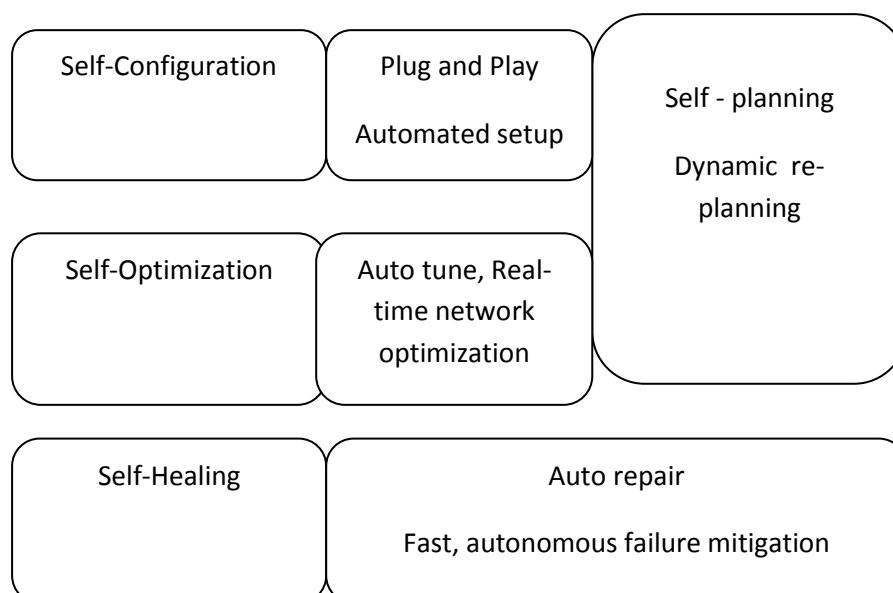 Self-Configuration
Plug and Play
Automated setup
Self - planning
Dynamic re-
planning
Self-Optimization
Auto tune, Real-
time network
optimization
Self-Healing
Auto repair
Fast, autonomous failure mitigation